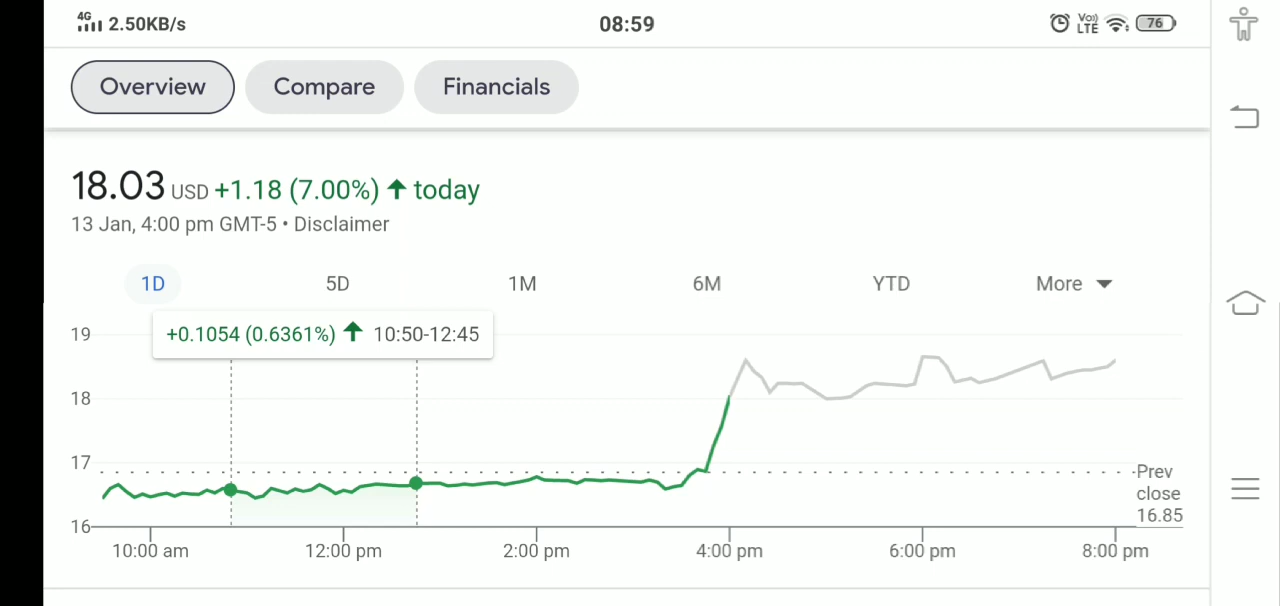 4G 2.50KB/s 08:59 Vo)) LTE 76
Overview Compare Financials
18.03 USD +1.18 (7.00%) today
13 Jan, 4:00 pm GMT-5 • Disclaimer
1D 5D 1M 6M YTD More
+0.1054 (0.6361%) 10:50-12:45
19
18
17
16
Prev
close
16.85
10:00 am 12:00 pm 2:00 pm 4:00 pm 6:00 pm 8:00 pm